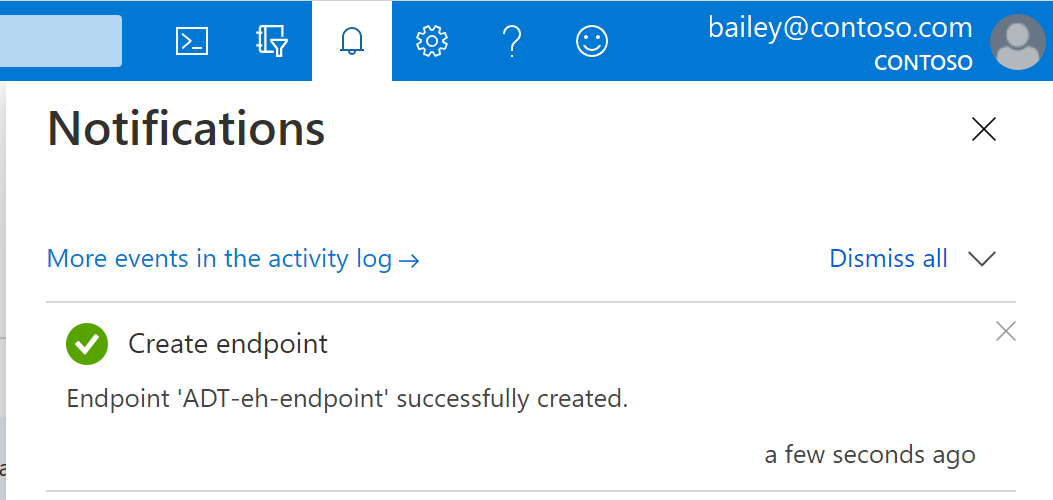 bailey@contoso.com
CONTOSO
Notifications
More events in the activity log →
Dismiss all
Create endpoint
Endpoint 'ADT-eh-endpoint' successfully created.
a few seconds ago